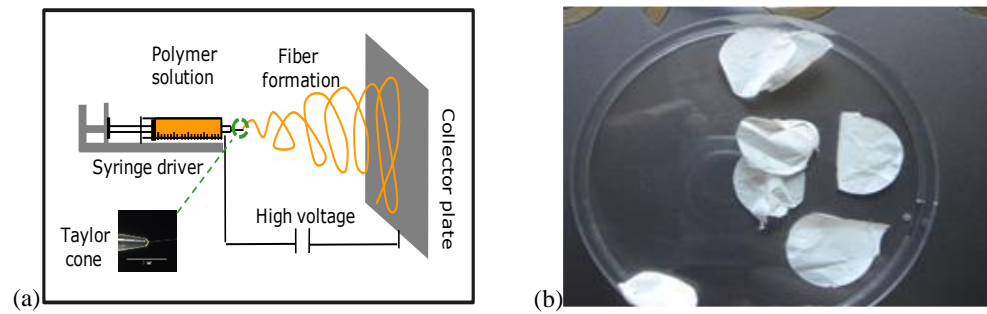 Polymer
solution
Fiber
formation
Syringe driver
Collector plate
High voltage
Taylor
cone
(a)
(b)